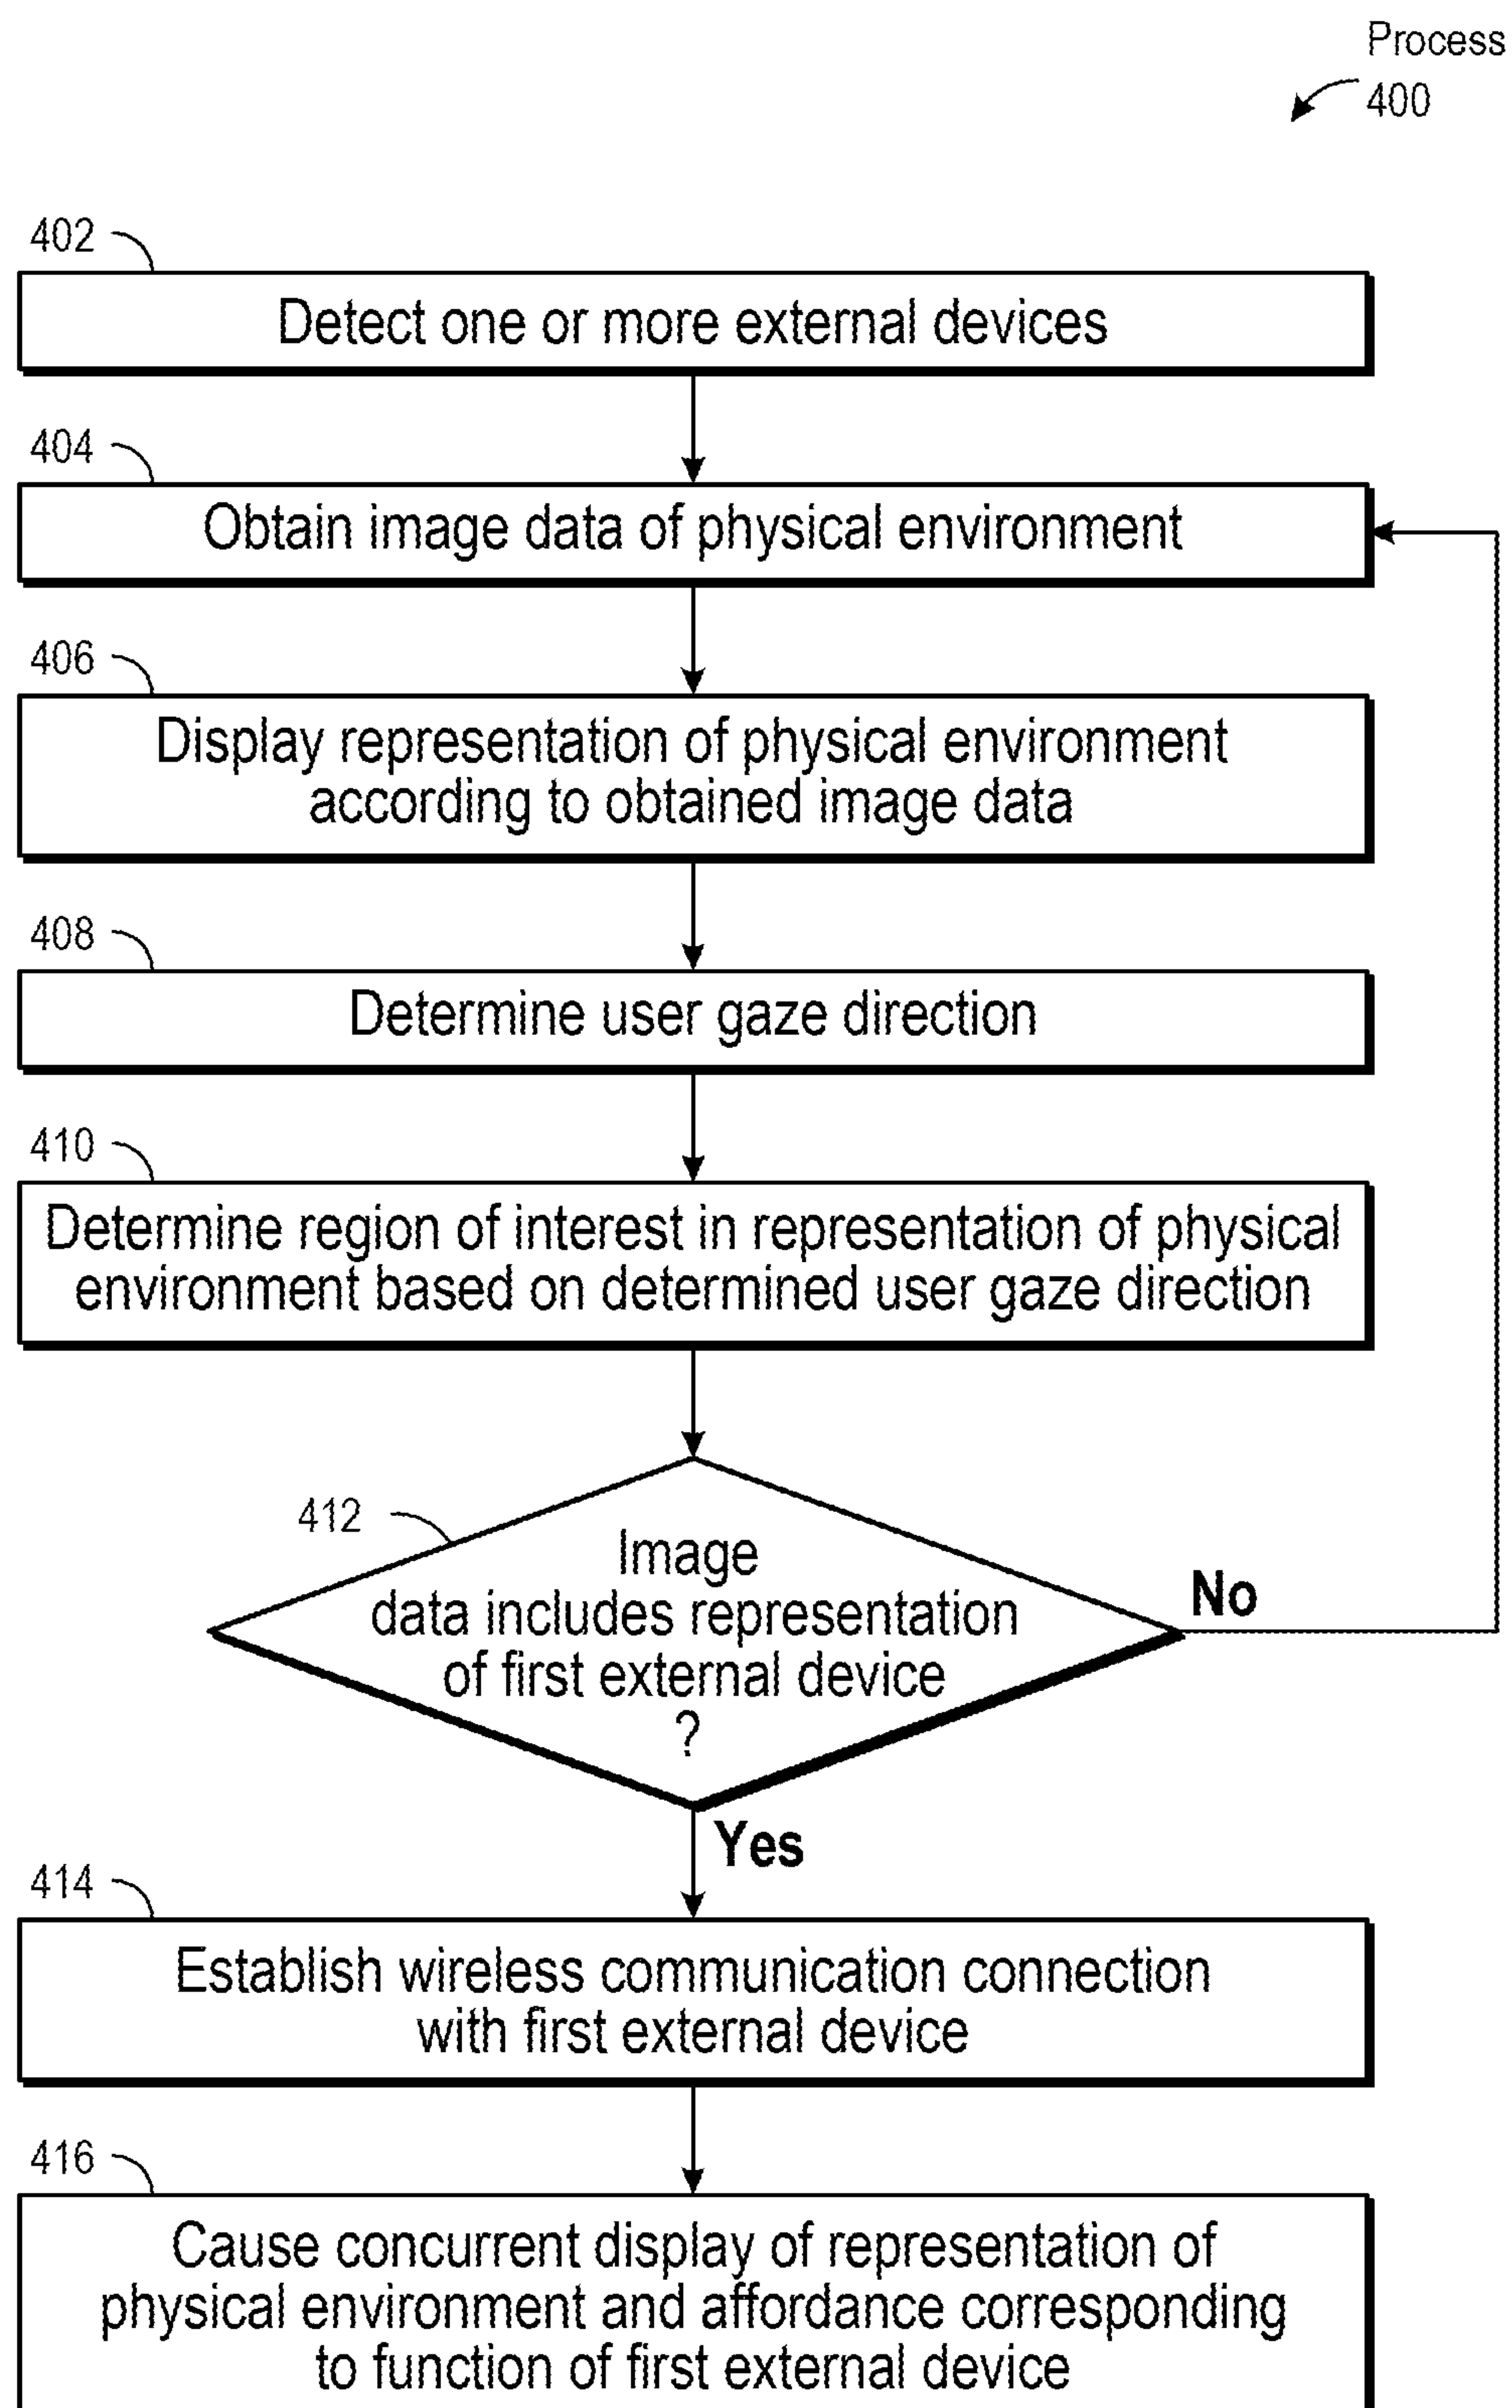 Process
400
402
Detect one or more external devices
404
Obtain image data of physical environment
406
Display representation of physical environment
according to obtained image data
408
Determine user gaze direction
410
Determine region of interest in representation of physical
environment based on determined user gaze direction
412
Image
data includes representation
of first external device
?
No
Yes
414
Establish wireless communication connection
with first external device
416
Cause concurrent display of representation of
physical environment and affordance corresponding
to function of first external device